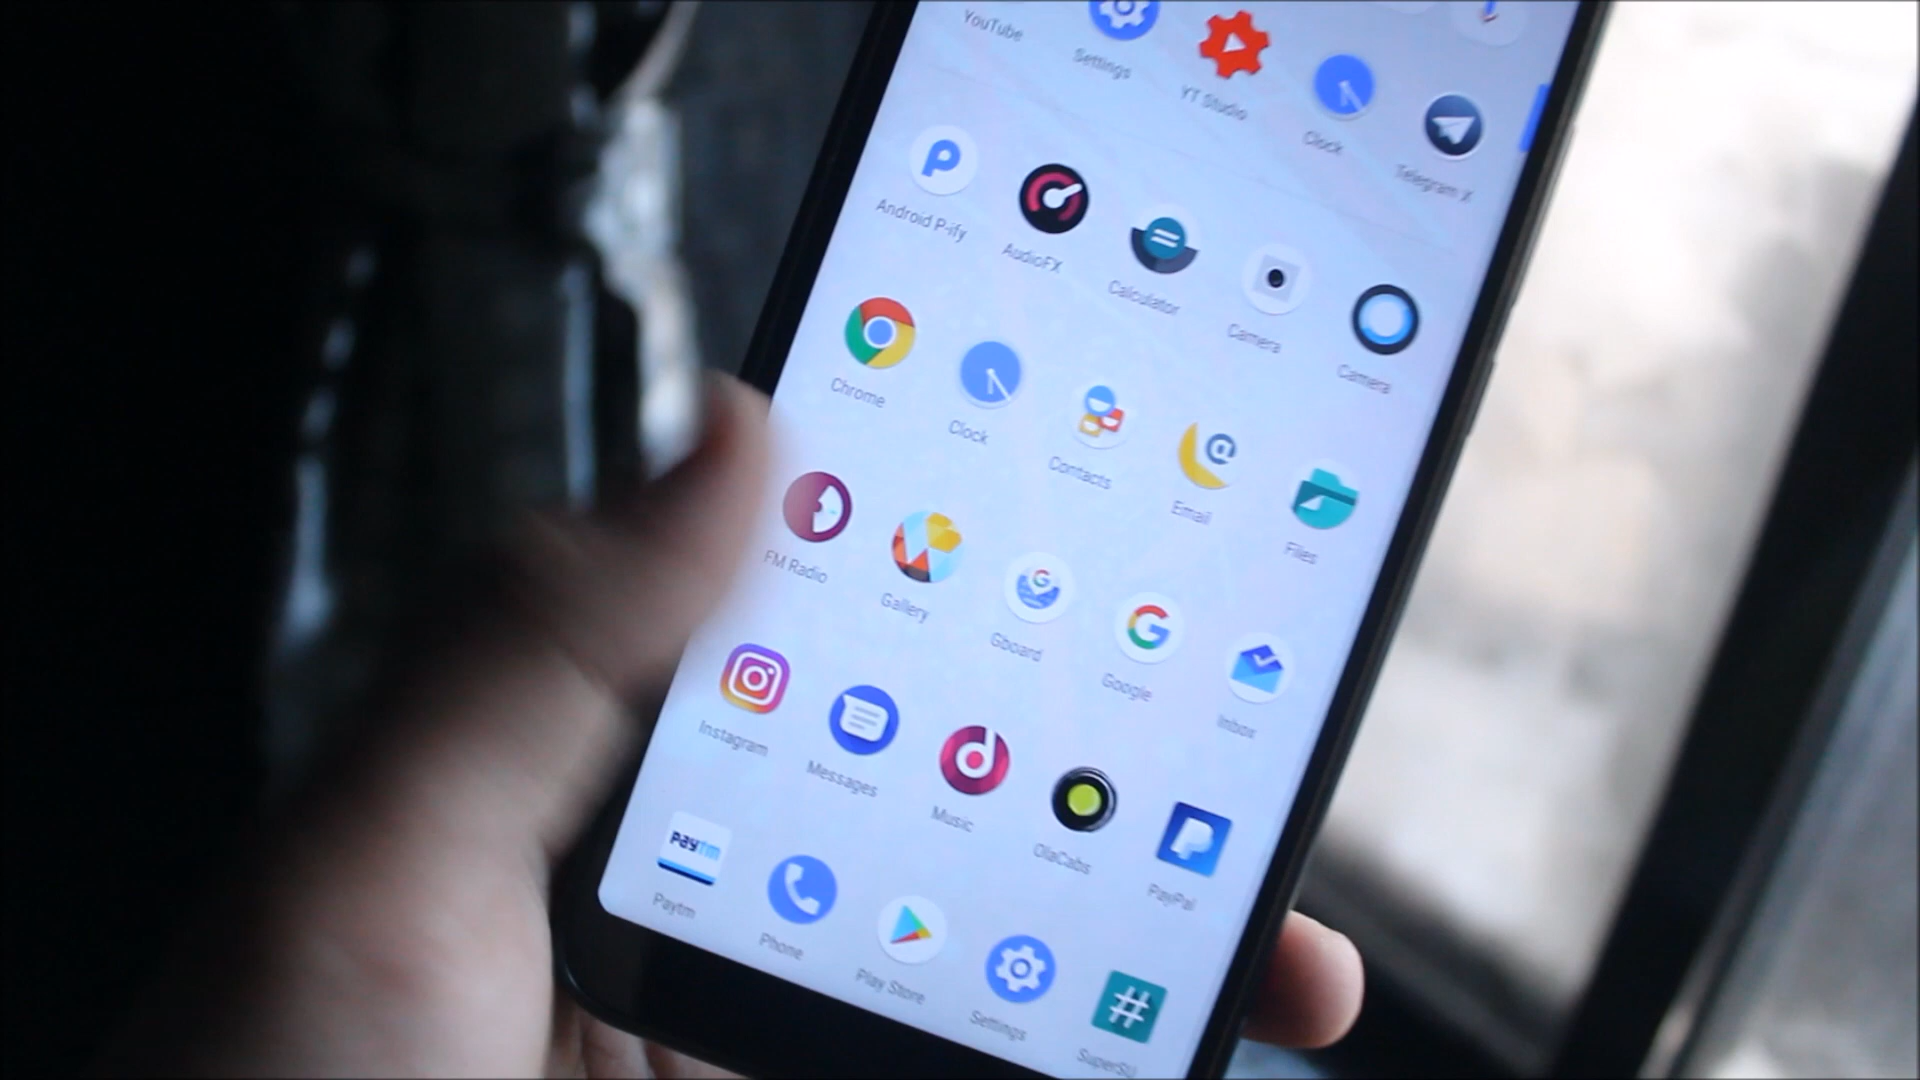 YouTube
Settings
YT Studio
Clock
Telegram X
Android P-ify
AudioFX
Calculator
Camera
Camera
Chrome
Clock
Contacts
Email
Files
FM Radio
Gallery
Gboard
Google
Inbox
Instagram
Messages
Music
OlaCabs
PayPal
paytm
Paytm
Phone
Play Store
Settings
SuperSU